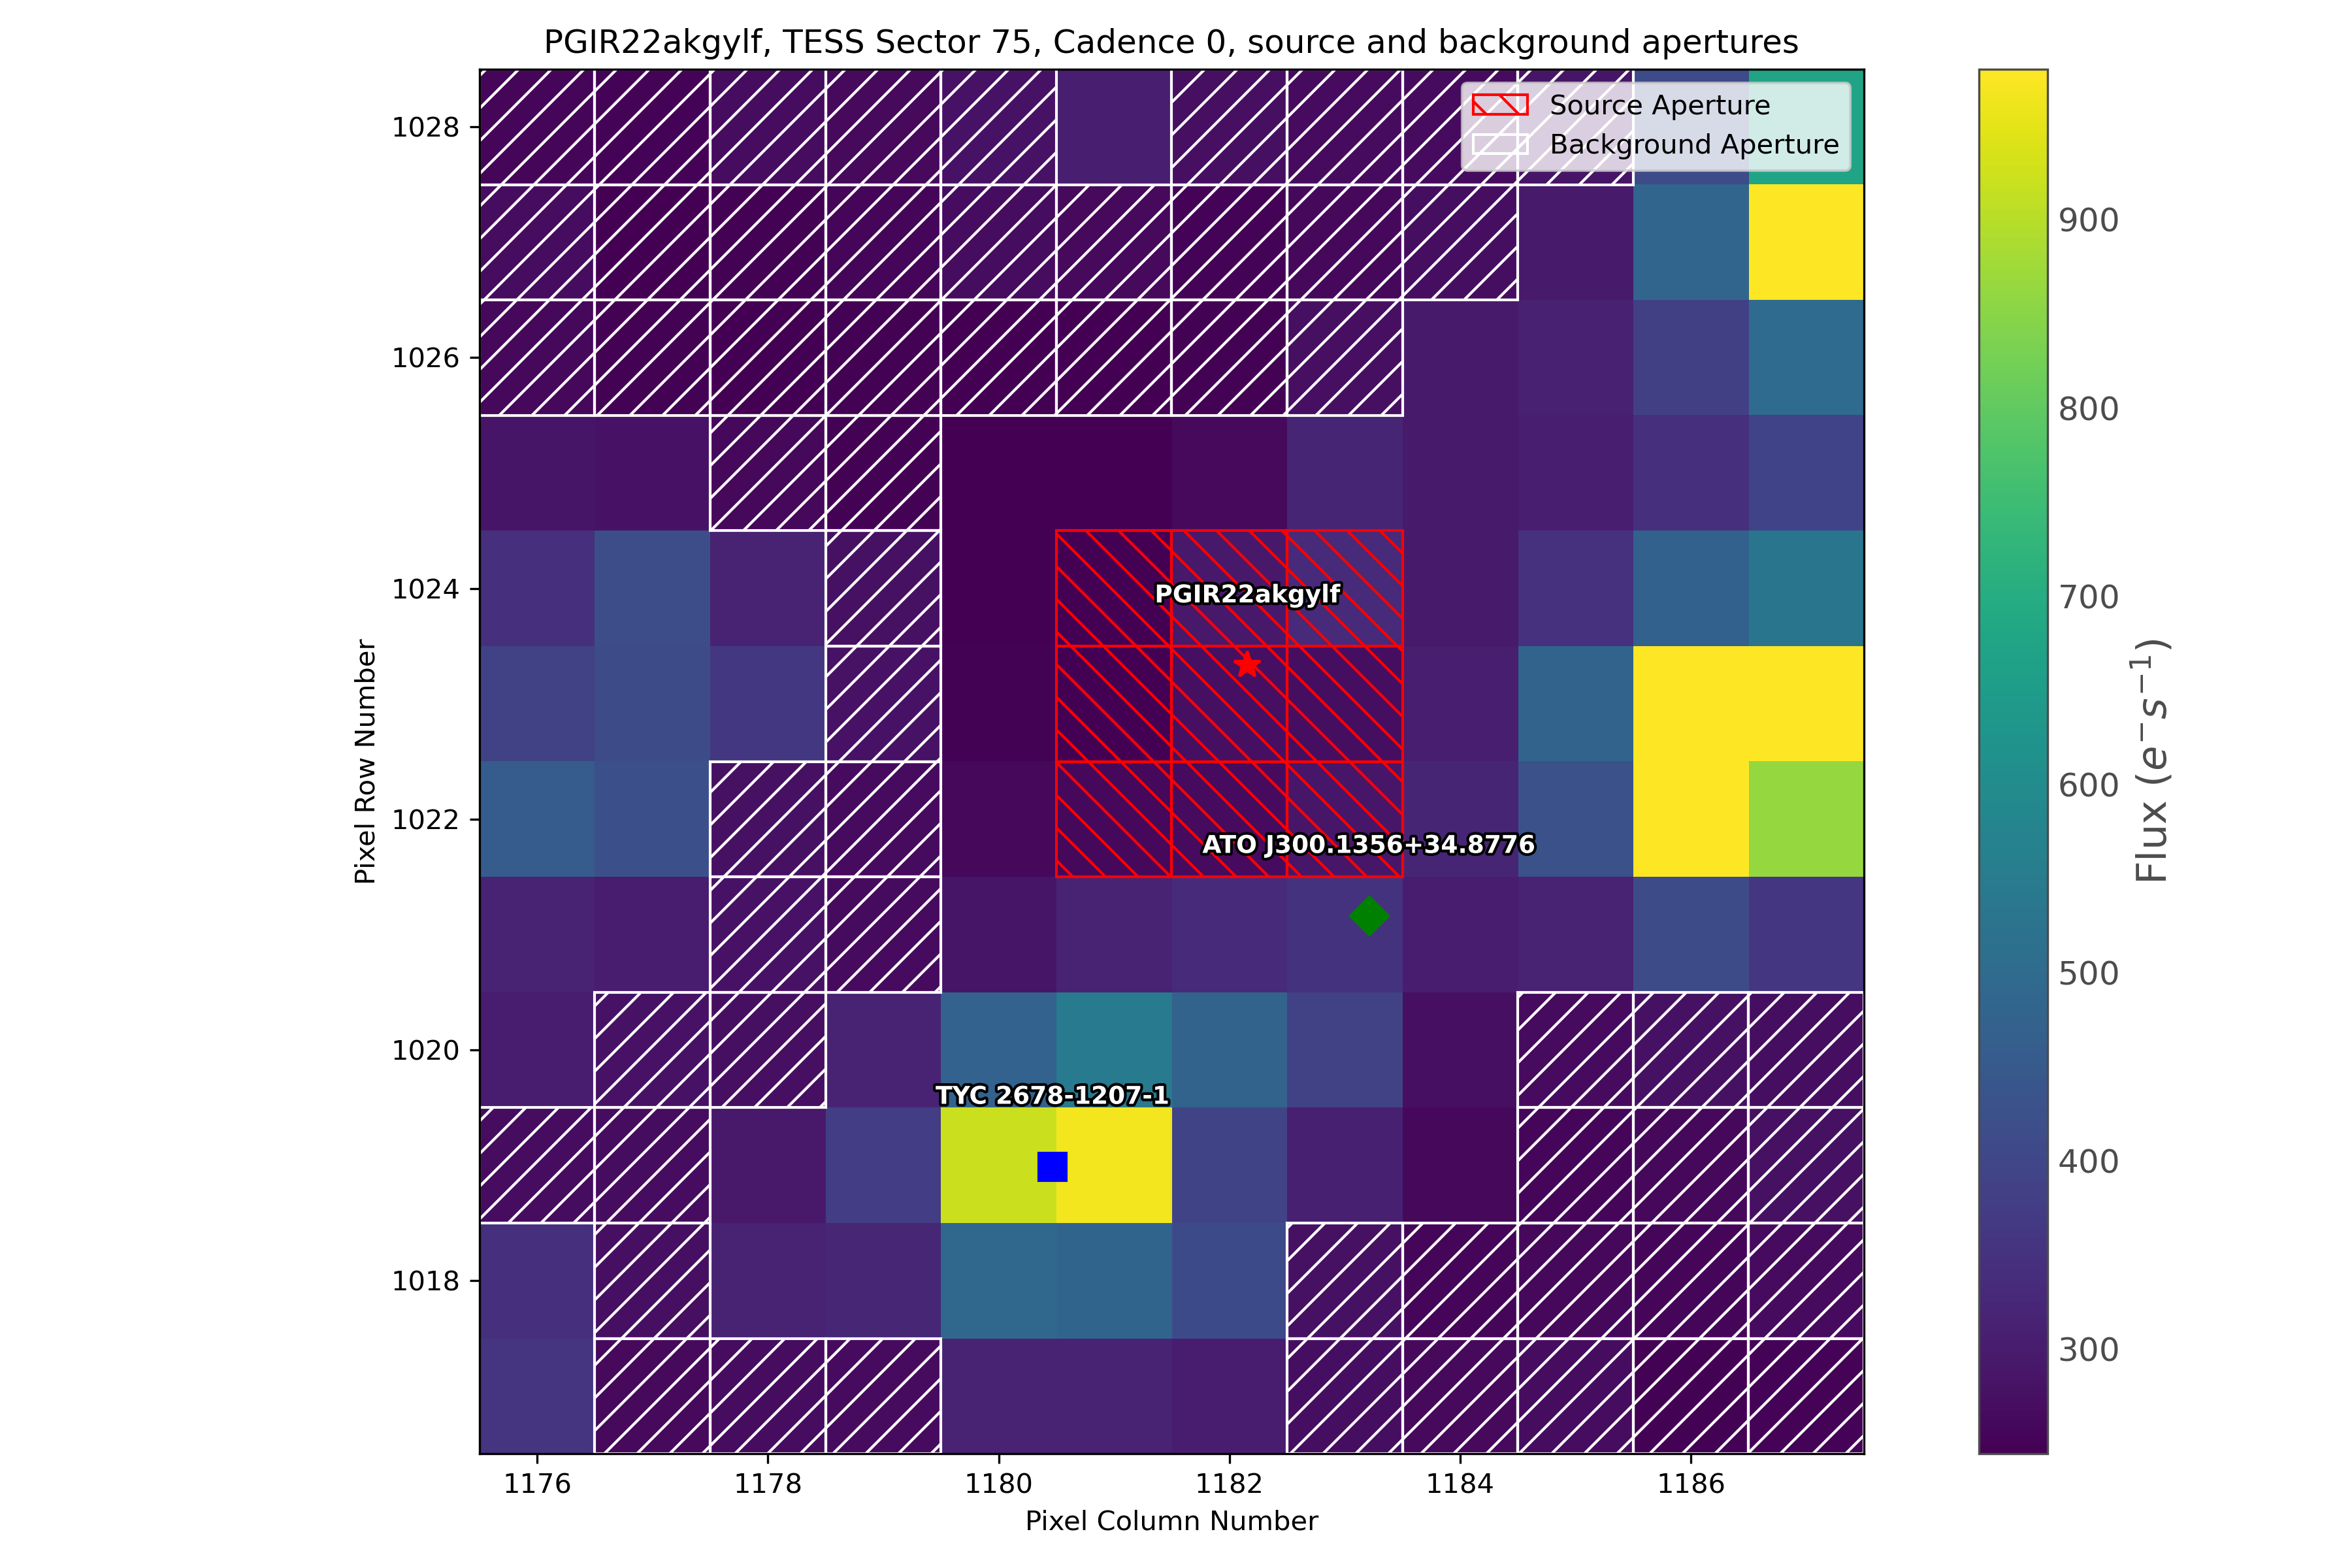 PGIR22akgylf, TESS Sector 75, Cadence 0, source and background apertures
Source Aperture
Background Aperture
1028
1026
1024
1022
1020
1018
Pixel Row Number
PGIR22akgylf
ATO J300.1356+34.8776
TYC 2678-1207-1
1176 1178 1180 1182 1184 1186
Pixel Column Number
900
800
700
600
500
400
300
Flux (e⁻s⁻¹)